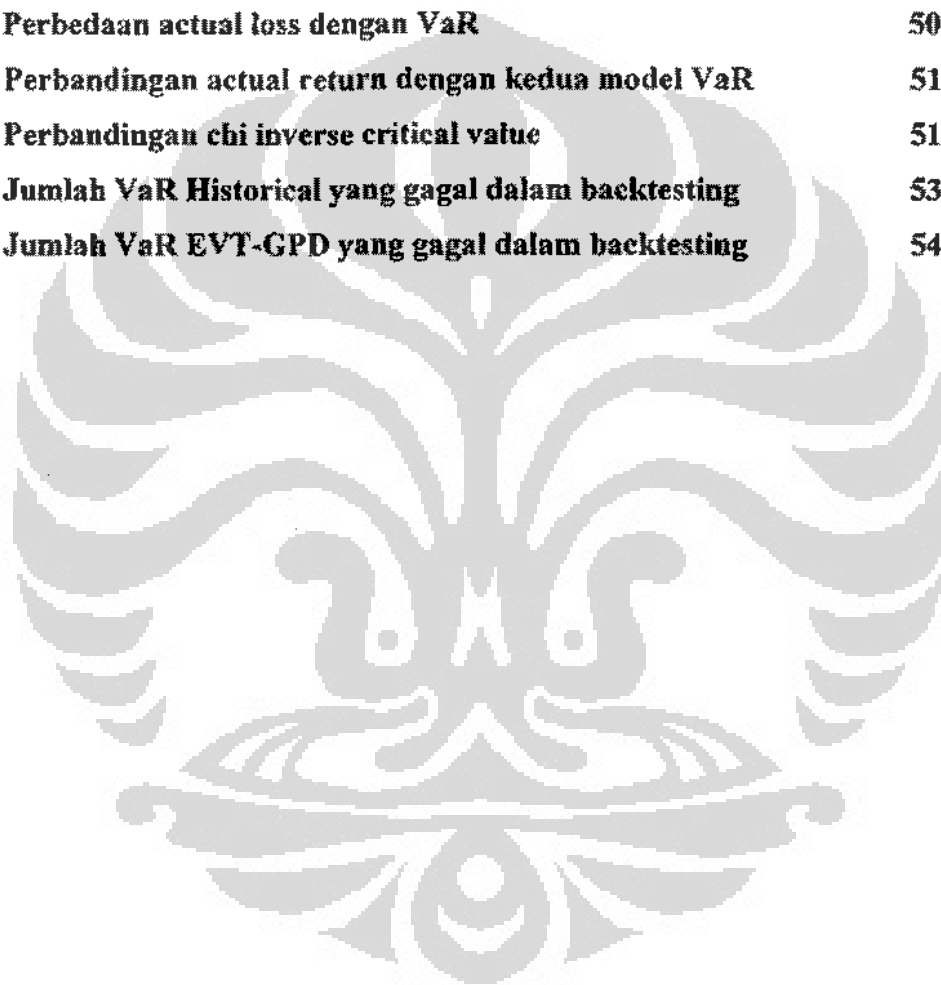 Perbedaan actual loss dengan VaR 50
Perbandingan actual return dengan kedua model VaR 51
Perbandingan chi inverse critical value 51
Jumlah VaR Historical yang gagal dalam backtesting 53
Jumlah VaR EVT-GPD yang gagal dalam backtesting 54